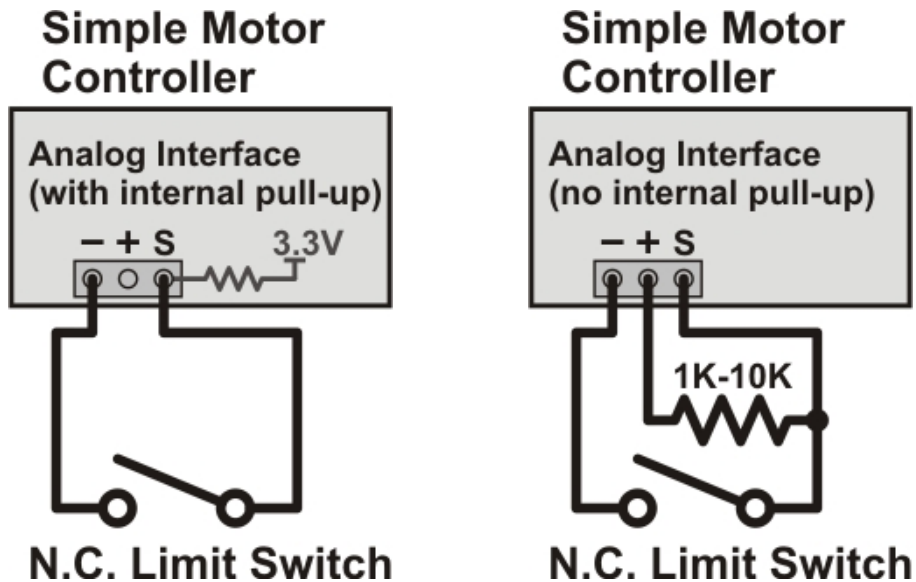 Simple Motor
Controller
Analog Interface
(with internal pull-up)
− + S
3.3V
N.C. Limit Switch
Simple Motor
Controller
Analog Interface
(no internal pull-up)
− + S
1K-10K
N.C. Limit Switch